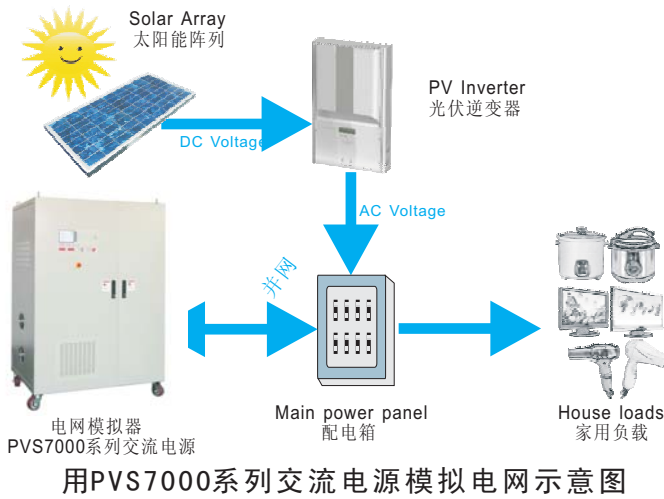 Solar Array
太阳能阵列
PV Inverter
光伏逆变器
DC Voltage
AC Voltage
并网
电网模拟器
PVS7000系列交流电源
Main power panel
配电箱
House loads
家用负载
用PVS7000系列交流电源模拟电网示意图